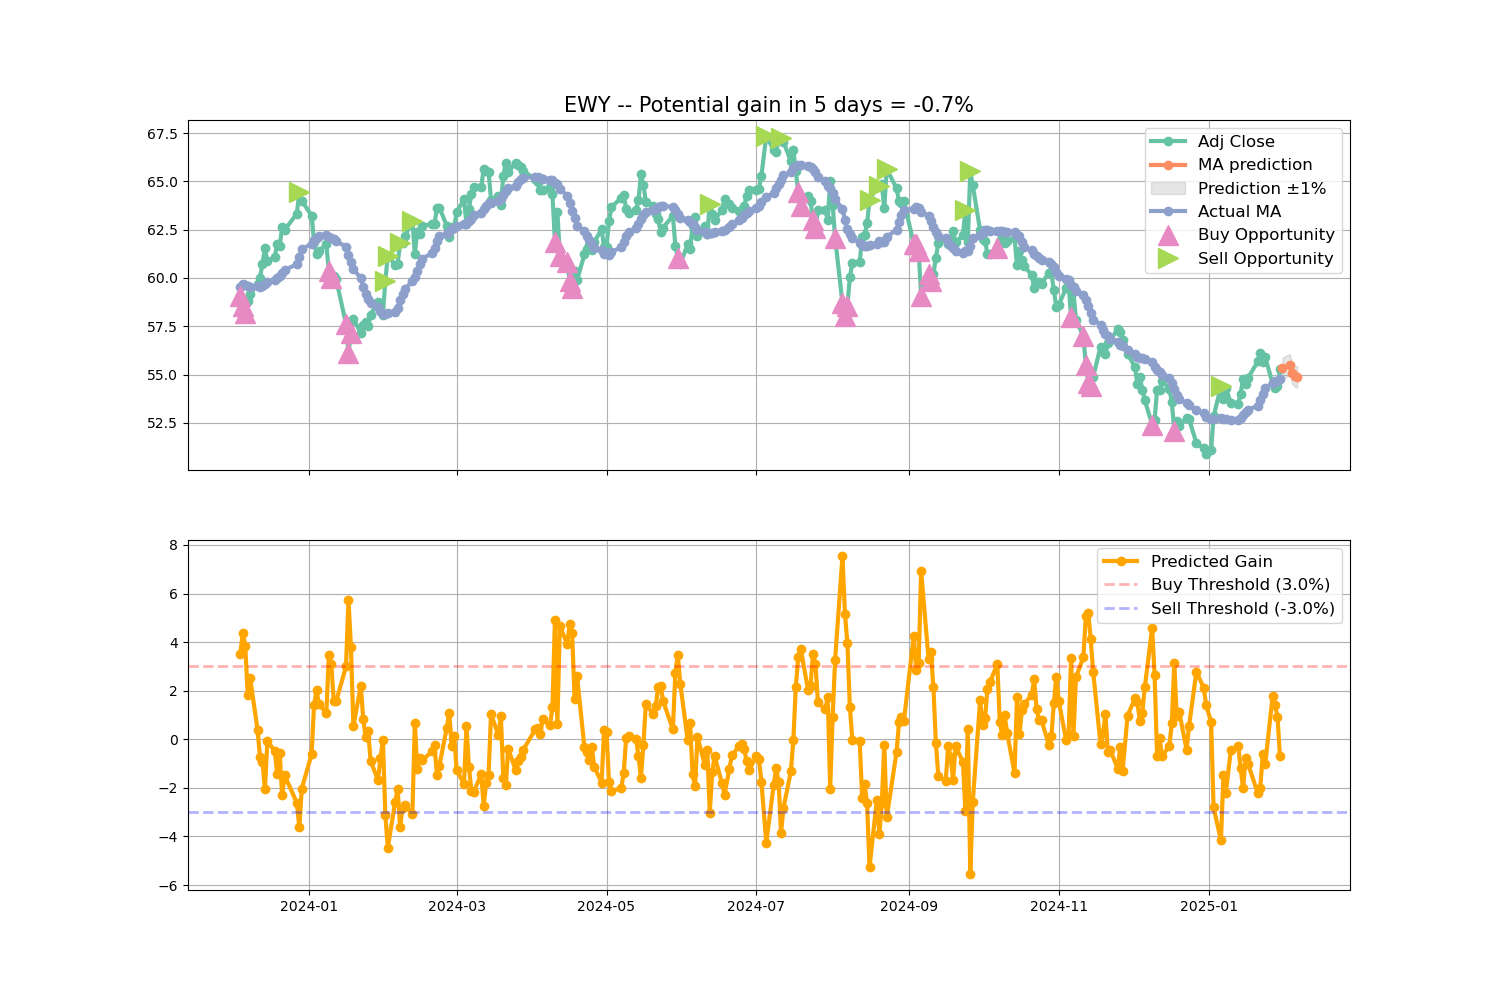 EWY -- Potential gain in 5 days = -0.7%
67.5
65.0
62.5
60.0
57.5
55.0
52.5
Adj Close
MA prediction
Prediction ±1%
Actual MA
Buy Opportunity
Sell Opportunity
8
6
4
2
0
−2
−4
−6
Predicted Gain
Buy Threshold (3.0%)
Sell Threshold (-3.0%)
2024-01
2024-03
2024-05
2024-07
2024-09
2024-11
2025-01